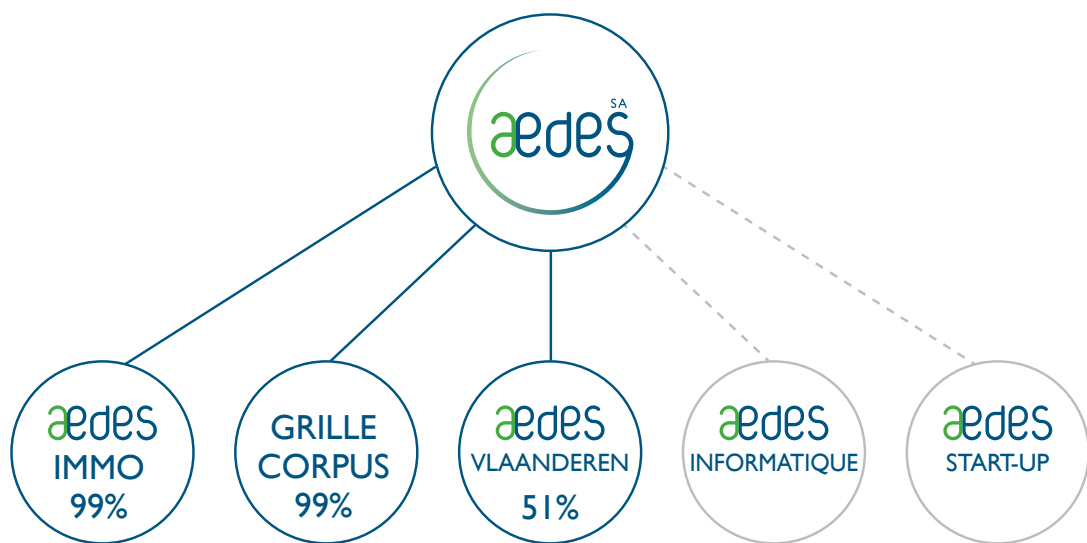 SA
aedes
aedes
IMMO
99%
GRILLE
CORPUS
99%
aedes
VLAANDEREN
51%
aedes
INFORMATIQUE
aedes
START-UP